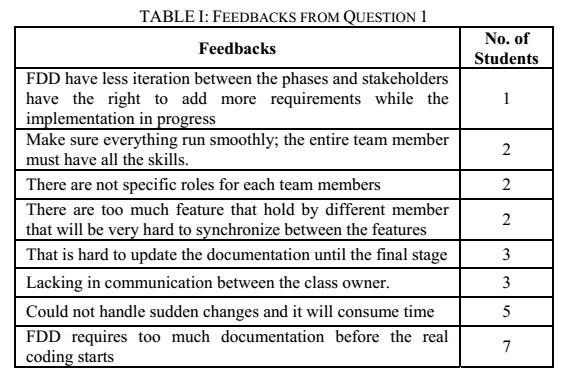 TABLE I: FEEDBACKS FROM QUESTION 1
Feedbacks
No. of
Students
FDD have less iteration between the phases and stakeholders
have the right to add more requirements while the
implementation in progress
1
Make sure everything run smoothly; the entire team member
must have all the skills.
2
There are not specific roles for each team members
2
There are too much feature that hold by different member
that will be very hard to synchronize between the features
2
That is hard to update the documentation until the final stage
3
Lacking in communication between the class owner.
3
Could not handle sudden changes and it will consume time
5
FDD requires too much documentation before the real
coding starts
7